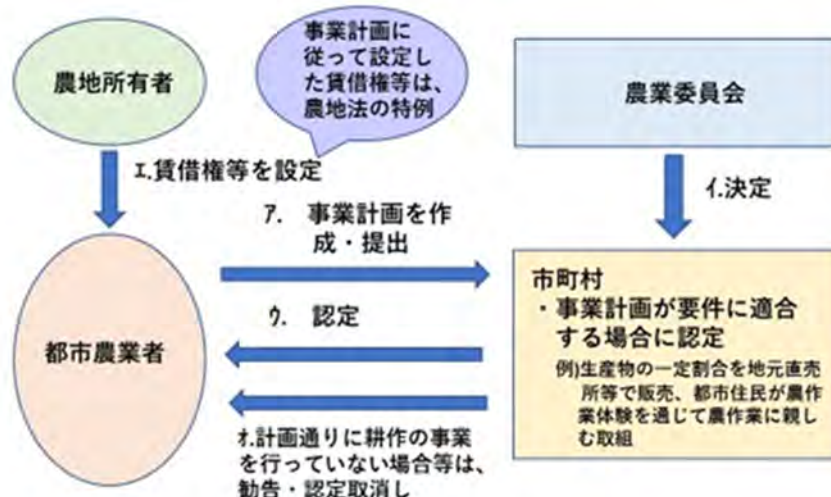 農地所有者
事業計画に
従って設定し
た賃借権等は、
農地法の特例
農業委員会
ｴ.賃借権等を設定
ｲ.決定
ｱ. 事業計画を作
成・提出
都市農業者
ｳ. 認定
市町村
・事業計画が要件に適合
する場合に認定
例)生産物の一定割合を地元直売
所等で販売、都市住民が農作
業体験を通じて農作業に親し
む取組
ｵ.計画通りに耕作の事業
を行っていない場合等は、
勧告・認定取消し